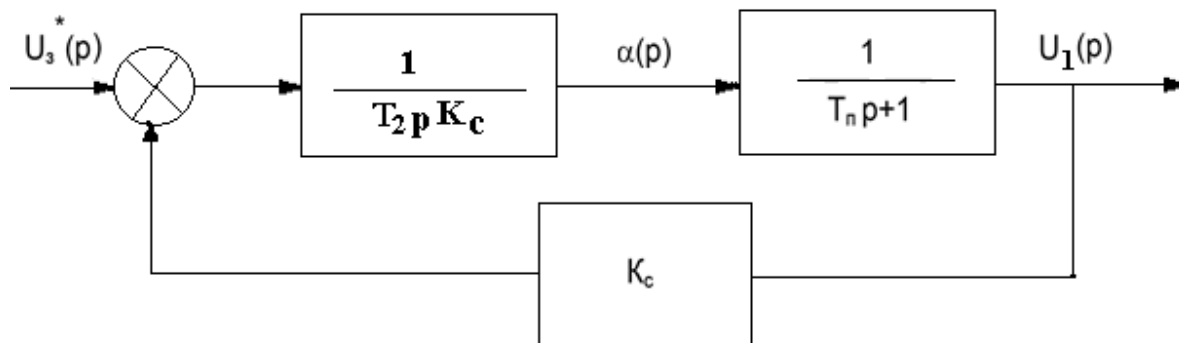 U₃*(p)
1
T₂ p K_c
α(p)
1
Tₙ p+1
U₁(p)
K_c